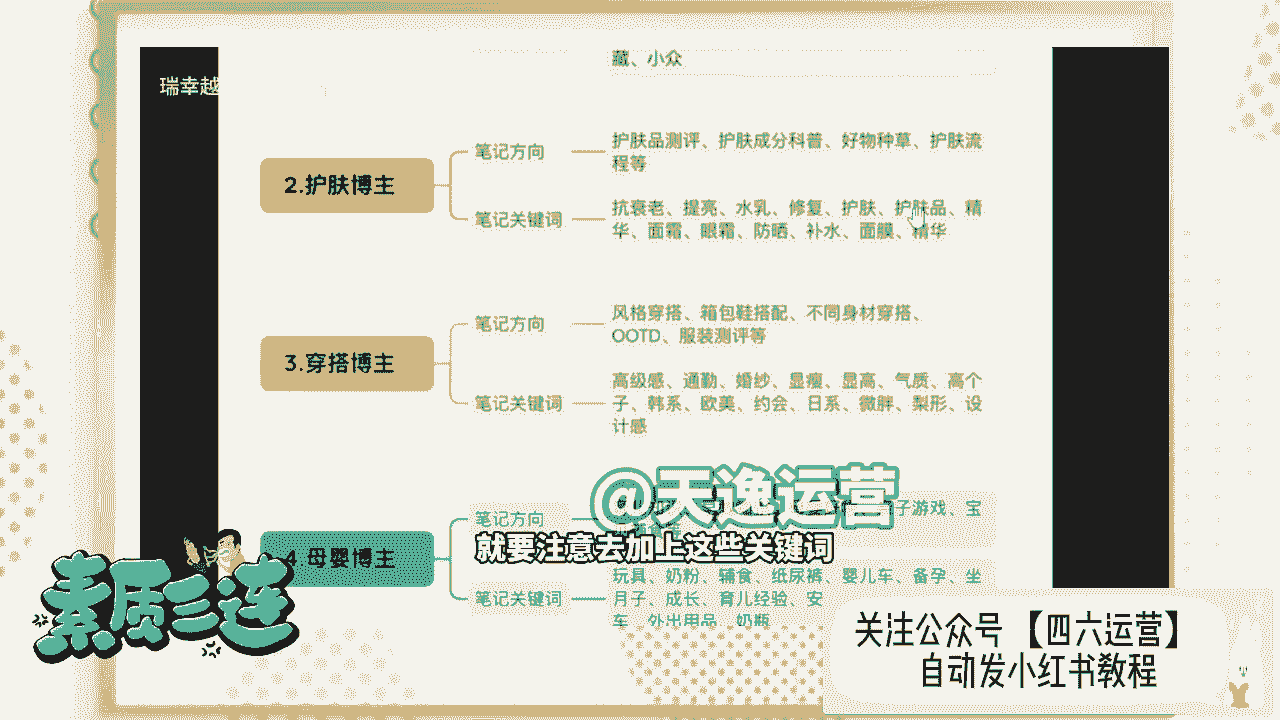 藏、小众
瑞幸越
2.护肤博主
笔记方向
护肤品测评、护肤成分科普、好物种草、护肤流
程等
笔记关键词
抗衰老、提亮、水乳、修复、护肤、护肤品、精
华、面霜、眼霜、防晒、补水、面膜、精华
3.穿搭博主
笔记方向
风格穿搭、箱包鞋搭配、不同身材穿搭、
OOTD、服装测评等
笔记关键词
高级感、通勤、婚纱、显瘦、显高、气质、高个
子、韩系、欧美、约会、日系、微胖、梨形、设
计感
@天逸运营
4.母婴博主
笔记方向
子游戏、宝
就要注意去加上这些关键词
笔记关键词
玩具、奶粉、辅食、纸尿裤、婴儿车、备孕、坐
月子、成长、育儿经验、安
车、外出用品、奶瓶
素质三连
关注公众号【四六运营】
自动发小红书教程